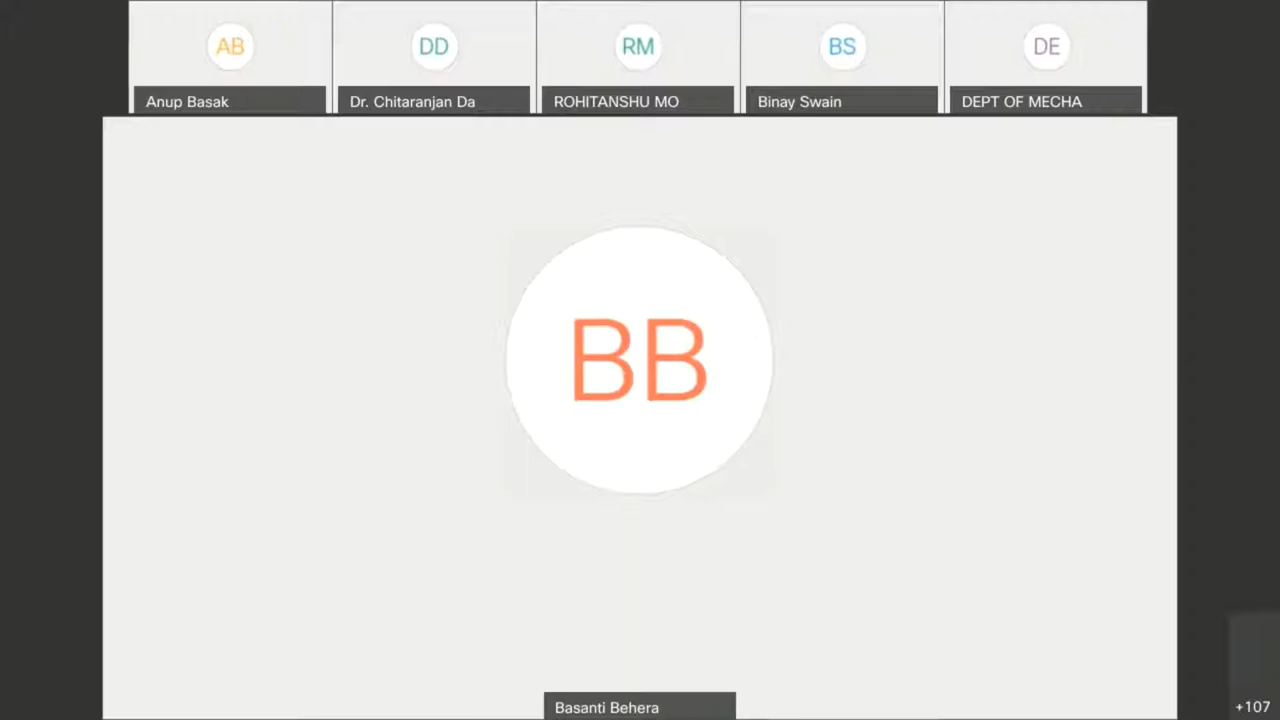 AB
DD
RM
BS
DE
Anup Basak
Dr. Chitaranjan Da
ROHITANSHU MO
Binay Swain
DEPT OF MECHA
BB
Basanti Behera
+107